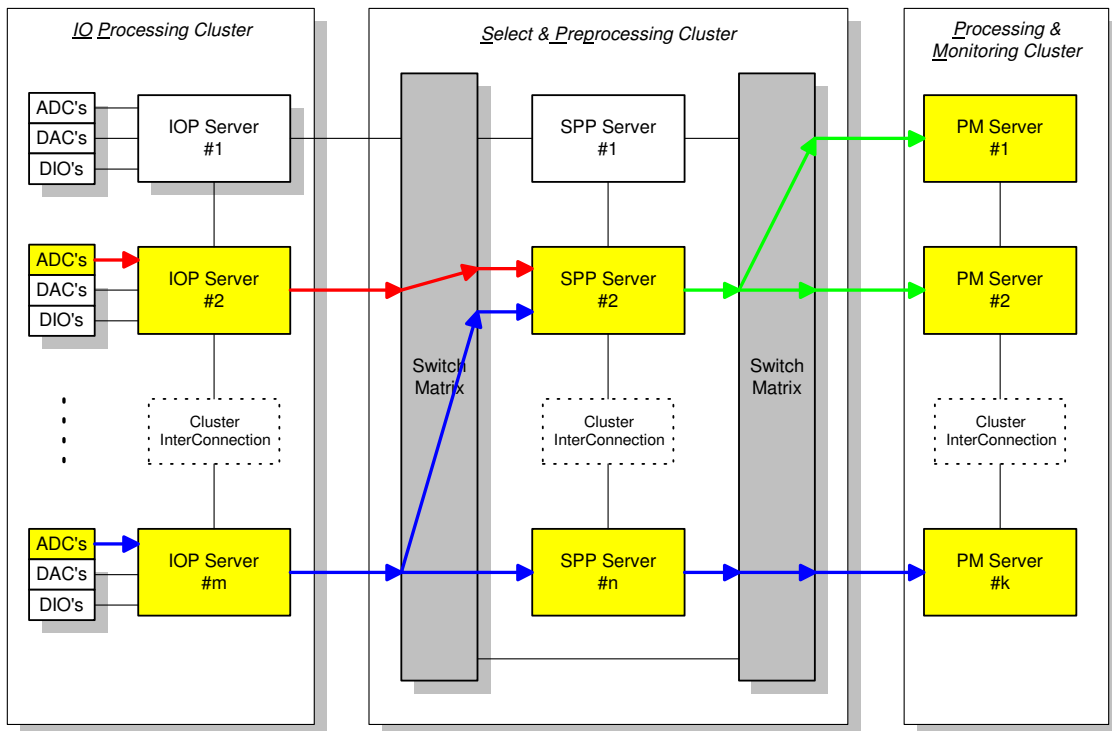 IO Processing Cluster
Select & Preprocessing Cluster
Processing &
Monitoring Cluster
ADC's
DAC's
DIO's
IOP Server
#1
SPP Server
#1
PM Server
#1
ADC's
DAC's
DIO's
IOP Server
#2
SPP Server
#2
PM Server
#2
Switch
Matrix
Switch
Matrix
Cluster
InterConnection
Cluster
InterConnection
Cluster
InterConnection
ADC's
DAC's
DIO's
IOP Server
#m
SPP Server
#n
PM Server
#k